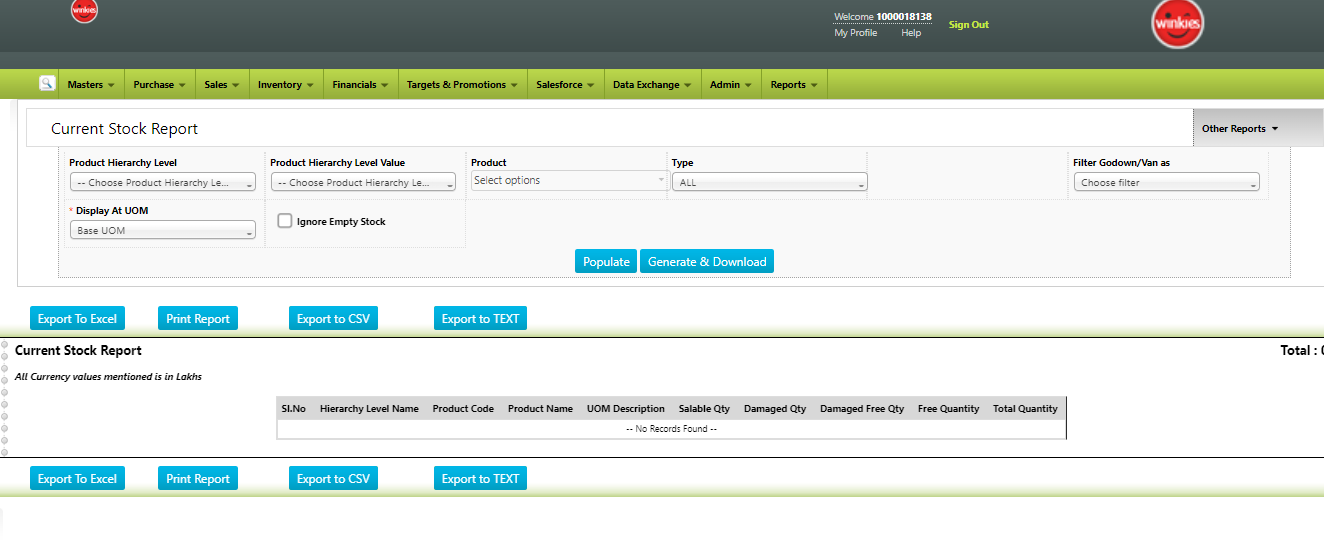 winkies
Welcome 1000018138
My Profile Help
Sign Out
winkies
Masters Purchase Sales Inventory Financials Targets & Promotions Salesforce Data Exchange Admin Reports
Current Stock Report
Other Reports
Product Hierarchy Level Product Hierarchy Level Value Product Type Filter Godown/Van as
-- Choose Product Hierarchy Le... -- Choose Product Hierarchy Le... Select options ALL Choose filter
* Display At UOM
Base UOM
Ignore Empty Stock
Populate Generate & Download
Export To Excel Print Report Export to CSV Export to TEXT
Current Stock Report Total :
All Currency values mentioned is in Lakhs
Sl.No Hierarchy Level Name Product Code Product Name UOM Description Salable Qty Damaged Qty Damaged Free Qty Free Quantity Total Quantity
-- No Records Found --
Export To Excel Print Report Export to CSV Export to TEXT